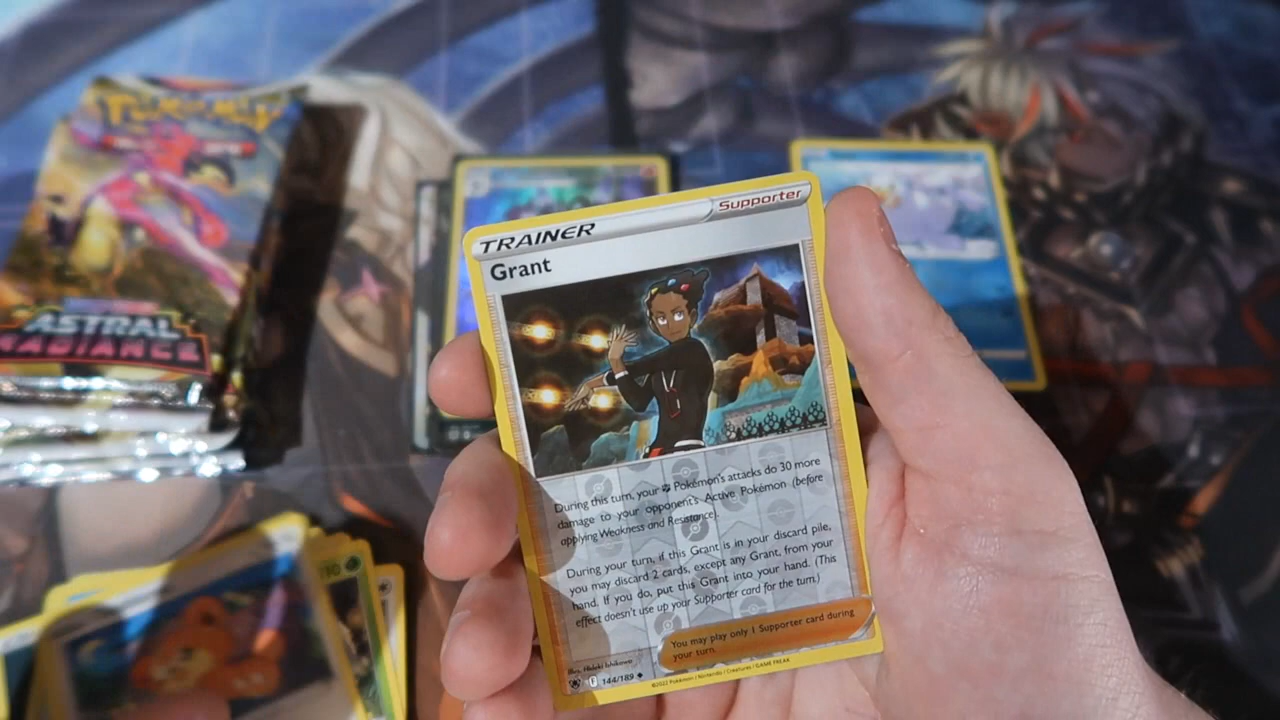 POKÉMON
ASTRAL
RADIANCE
TRAINER
Supporter
Grant
During this turn, your Pokémon's attacks do 30 more
damage to your opponent's Active Pokémon (before
applying Weakness and Resistance).
During your turn, if this Grant is in your discard pile,
you may discard 2 cards, except any Grant, from your
hand. If you do, put this Grant into your hand. (This
effect doesn't use up your Supporter card for the turn.)
You may play only 1 Supporter card during
your turn.
Illus. Hideki Ishikawa
F 144/189
©2022 Pokémon / Nintendo / Creatures / GAME FREAK